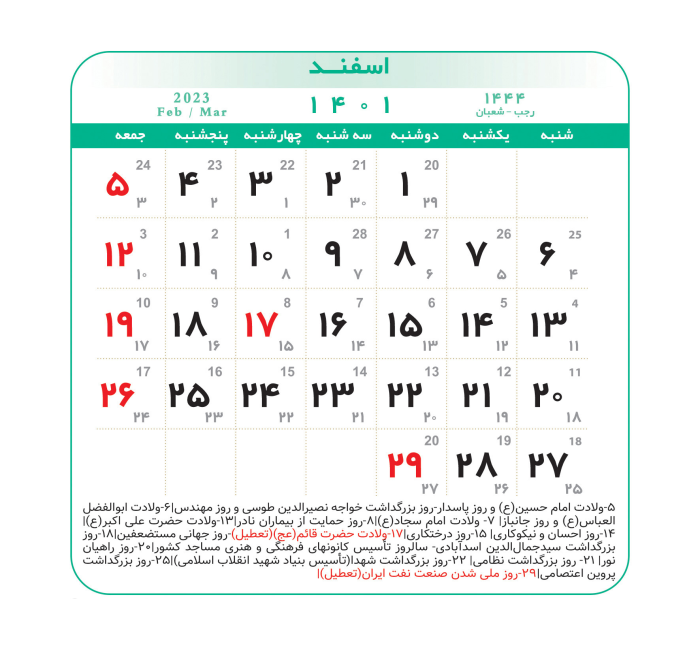 اسفنـــد
2023
Feb / Mar
۱۴۰۱
۱۴۴۴
رجب - شعبان
شنبه یکشنبه دوشنبه سه شنبه چهارشنبه پنجشنبه جمعه
20 21 22 23 24
۱ ۲ ۳ ۴ ۵
۲۹ ۳۰ ۱ ۲ ۳
25 26 27 28 1 2 3
۶ ۷ ۸ ۹ ۱۰ ۱۱ ۱۲
۴ ۵ ۶ ۷ ۸ ۹ ۱۰
4 5 6 7 8 9 10
۱۳ ۱۴ ۱۵ ۱۶ ۱۷ ۱۸ ۱۹
۱۱ ۱۲ ۱۳ ۱۴ ۱۵ ۱۶ ۱۷
11 12 13 14 15 16 17
۲۰ ۲۱ ۲۲ ۲۳ ۲۴ ۲۵ ۲۶
۱۸ ۱۹ ۲۰ ۲۱ ۲۲ ۲۳ ۲۴
18 19 20
۲۷ ۲۸ ۲۹
۲۵ ۲۶ ۲۷
۵-ولادت امام حسین(ع) و روز پاسدار-روز بزرگداشت خواجه نصیرالدین طوسی و روز مهندس|۶-ولادت ابوالفضل
العباس(ع) و روز جانباز| ۷- ولادت امام سجاد(ع)|۸-روز حمایت از بیماران نادر|۱۳-ولادت حضرت علی اکبر(ع)|
۱۴-روز احسان و نیکوکاری| ۱۵-روز درختکاری|۱۷-ولادت حضرت قائم(عج)(تعطیل)-روز جهانی مستضعفین|۱۸-روز
بزرگداشت سیدجمال‌الدین اسدآبادی- سالروز تأسیس کانونهای فرهنگی و هنری مساجد کشور|۲۰-روز راهیان
نور| ۲۱- روز بزرگداشت نظامی| ۲۲-روز بزرگداشت شهدا(تأسیس بنیاد شهید انقلاب اسلامی)|۲۵-روز بزرگداشت
پروین اعتصامی|۲۹-روز ملی شدن صنعت نفت ایران(تعطیل)|